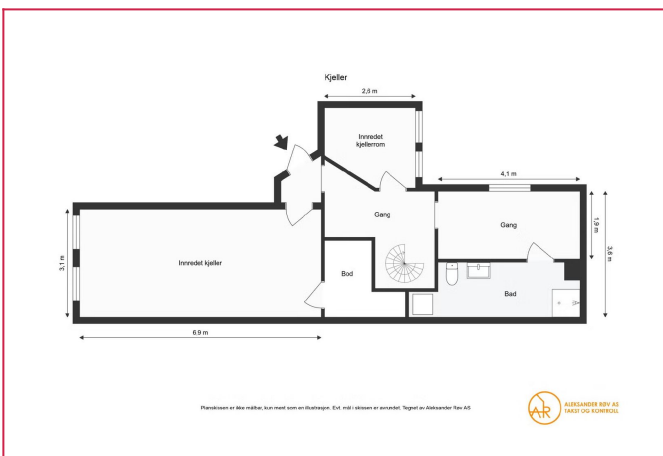 Kjeller
2,5 m
Innredet
kjellerrom
4,1 m
Gang
Gang
1,9 m
3,6 m
3,1 m
Innredet kjeller
Bod
Bad
6,9 m
Planskissen er ikke målbar, kun ment som en illustrasjon. Evt. mål i skissen er avrundet. Tegnet av Aleksander Røv AS
AR
ALEKSANDER RØV AS
TAKST OG KONTROLL